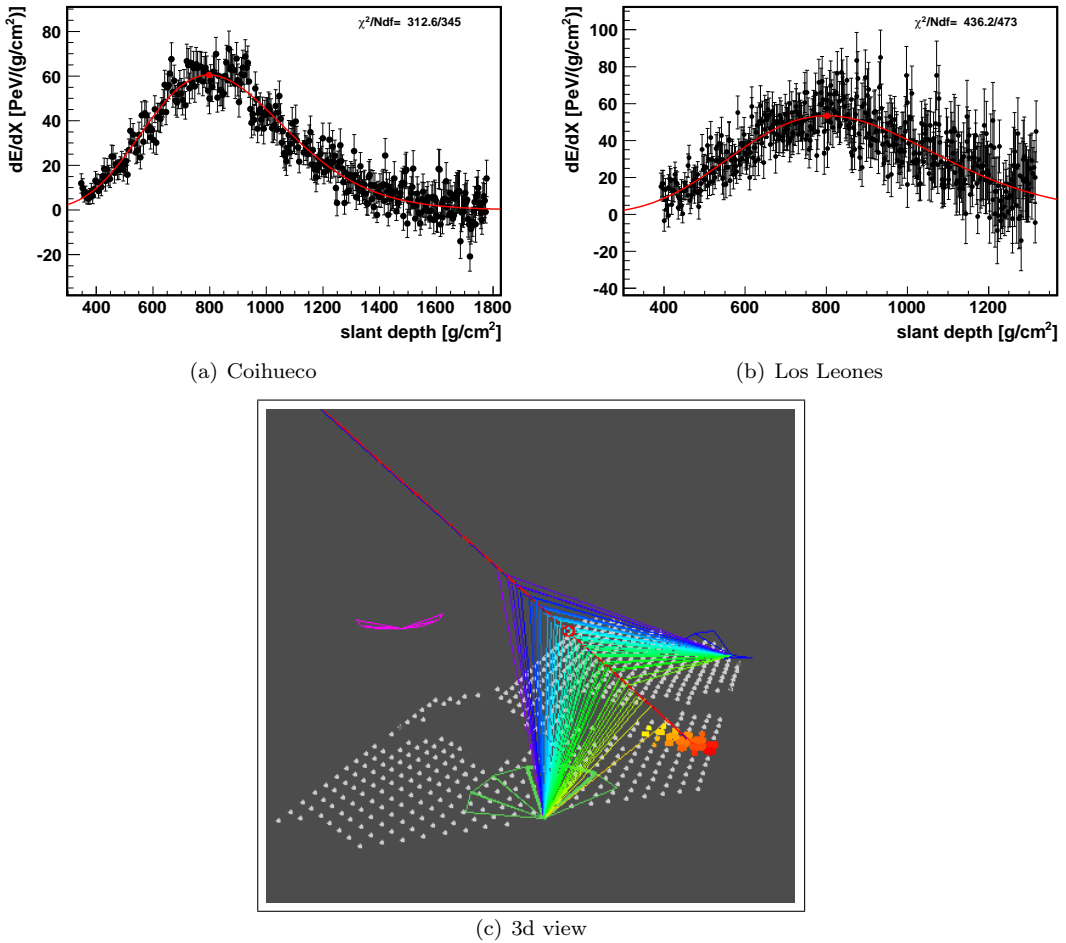 χ²/Ndf= 312.6/345
dE/dX [PeV/(g/cm²)]
80
60
40
20
0
-20
400 600 800 1000 1200 1400 1600 1800
slant depth [g/cm²]
(a) Coihueco
χ²/Ndf= 436.2/473
dE/dX [PeV/(g/cm²)]
100
80
60
40
20
0
-20
-40
400 600 800 1000 1200
slant depth [g/cm²]
(b) Los Leones
(c) 3d view